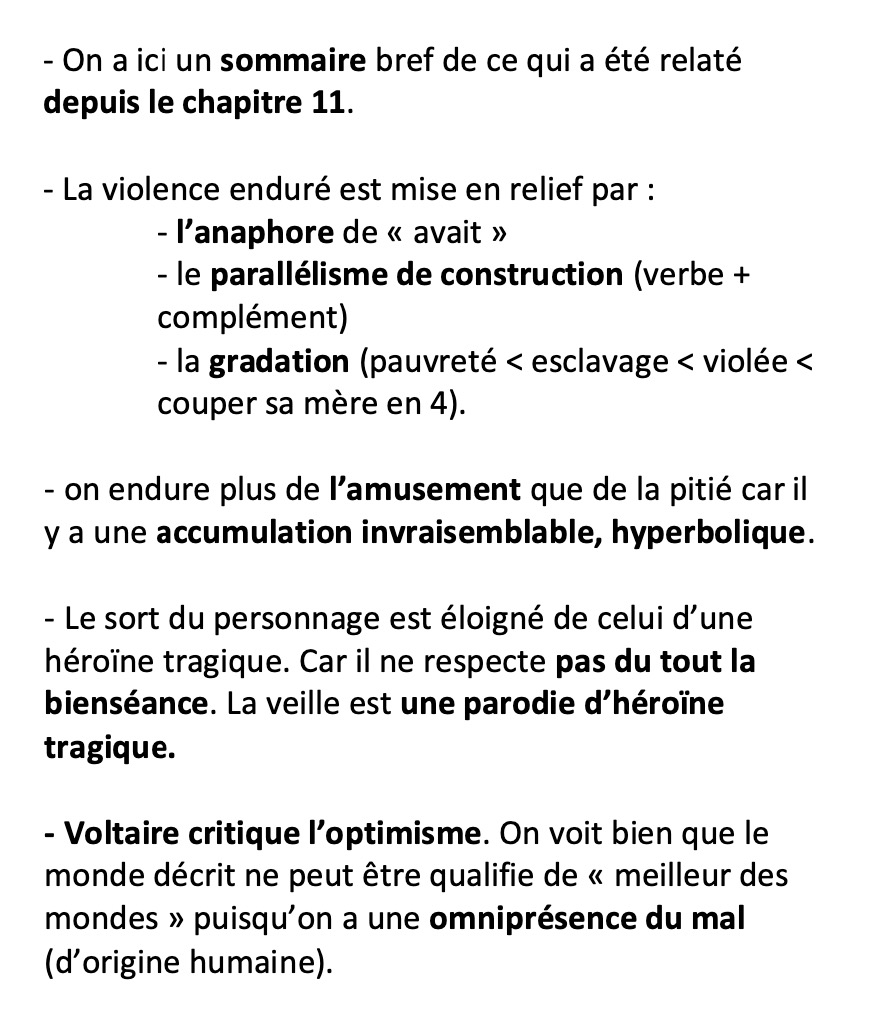 - On a ici un sommaire bref de ce qui a été relaté
depuis le chapitre 11.
- La violence enduré est mise en relief par :
- l’anaphore de « avait »
- le parallélisme de construction (verbe +
complément)
- la gradation (pauvreté < esclavage < violée <
couper sa mère en 4).
- on endure plus de l’amusement que de la pitié car il
y a une accumulation invraisemblable, hyperbolique.
- Le sort du personnage est éloigné de celui d’une
héroïne tragique. Car il ne respecte pas du tout la
bienséance. La veille est une parodie d’héroïne
tragique.
- Voltaire critique l’optimisme. On voit bien que le
monde décrit ne peut être qualifie de « meilleur des
mondes » puisqu’on a une omniprésence du mal
(d’origine humaine).